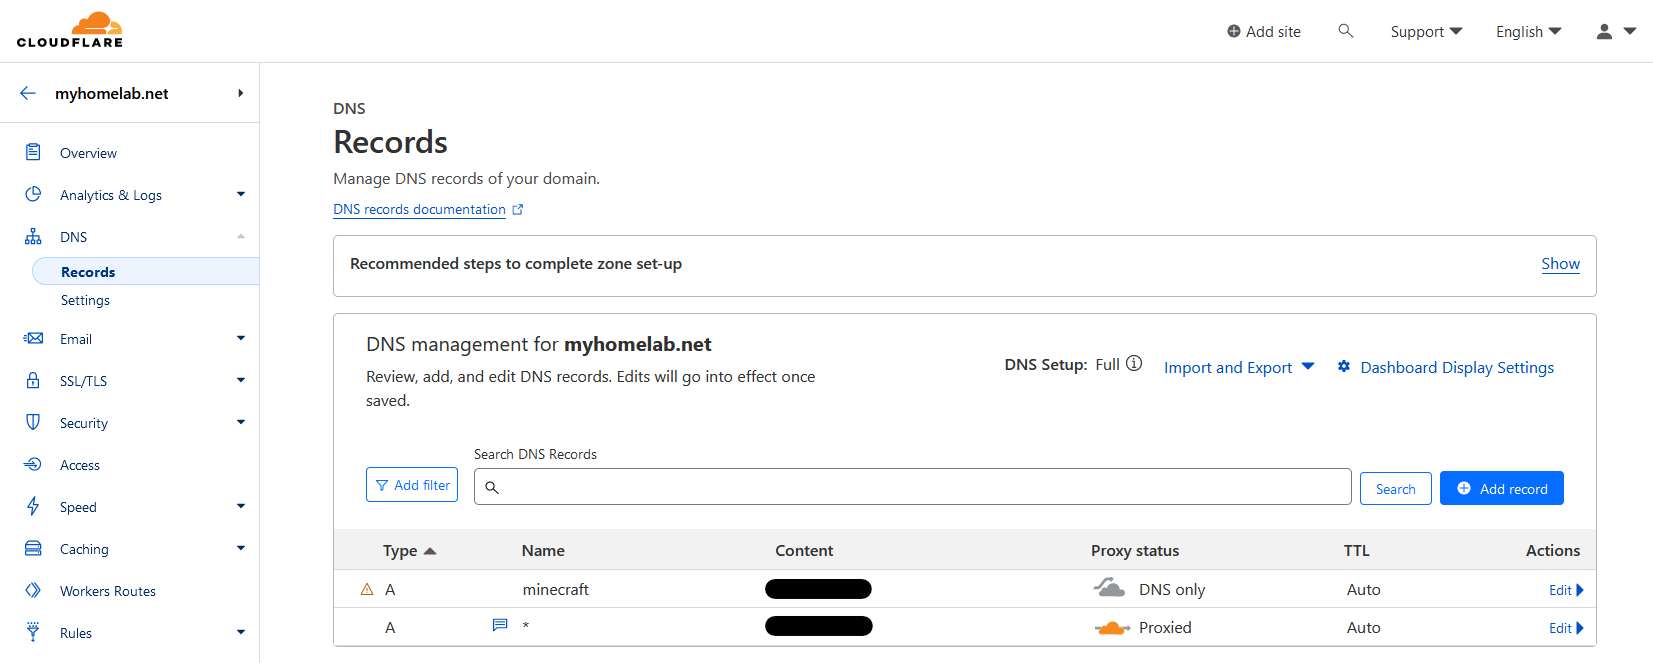 CLOUDFLARE
Add site
Support
English
myhomelab.net
Overview
Analytics & Logs
DNS
Records
Settings
Email
SSL/TLS
Security
Access
Speed
Caching
Workers Routes
Rules
DNS
Records
Manage DNS records of your domain.
DNS records documentation
Recommended steps to complete zone set-up
Show
DNS management for myhomelab.net
Review, add, and edit DNS records. Edits will go into effect once
saved.
DNS Setup: Full
Import and Export
Dashboard Display Settings
Search DNS Records
Add filter
Search
Add record
Type Name Content Proxy status TTL Actions
A minecraft DNS only Auto Edit
A * Proxied Auto Edit